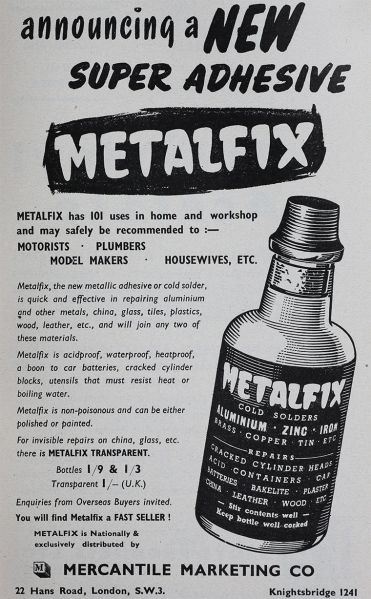 announcing a NEW
SUPER ADHESIVE
METALFIX
METALFIX has 101 uses in home and workshop
and may safely be recommended to :—
MOTORISTS · PLUMBERS
MODEL MAKERS · HOUSEWIVES, ETC.
Metalfix, the new metallic adhesive or cold solder,
is quick and effective in repairing aluminium
and other metals, china, glass, tiles, plastics,
wood, leather, etc., and will join any two of
these materials.
Metalfix is acidproof, waterproof, heatproof,
a boon to car batteries, cracked cylinder
blocks, utensils that must resist heat or
boiling water.
Metalfix is non-poisonous and can be either
polished or painted.
For invisible repairs on china, glass, etc.
there is METALFIX TRANSPARENT.
Bottles 1/9 & 1/3
Transparent 1/— (U.K.)
Enquiries from Overseas Buyers invited.
You will find Metalfix a FAST SELLER !
METALFIX is Nationally &
exclusively distributed by
M MERCANTILE MARKETING CO
22 Hans Road, London, S.W.3. Knightsbridge 1241
METALFIX
COLD SOLDERS
ALUMINIUM · ZINC · IRON
BRASS · COPPER · TIN · ETC
REPAIRS
CRACKED CYLINDER HEADS
ACID CONTAINERS · CAR
BATTERIES · BAKELITE · PLASTER
CHINA · LEATHER · WOOD · ETC
Stir contents well —
Keep bottle well corked